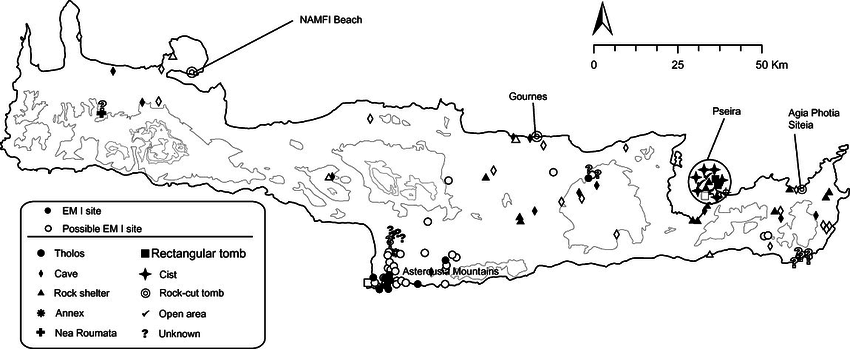 NAMFI Beach
0 25 50 Km
Gournes
Pseira
Agia Photia
Siteia
? 
? ?
? ? ?
Asterousia Mountains
? ? ? ?
EM I site
Possible EM I site
Tholos Rectangular tomb
Cave Cist
Rock shelter Rock-cut tomb
Annex Open area
Nea Roumata ? Unknown